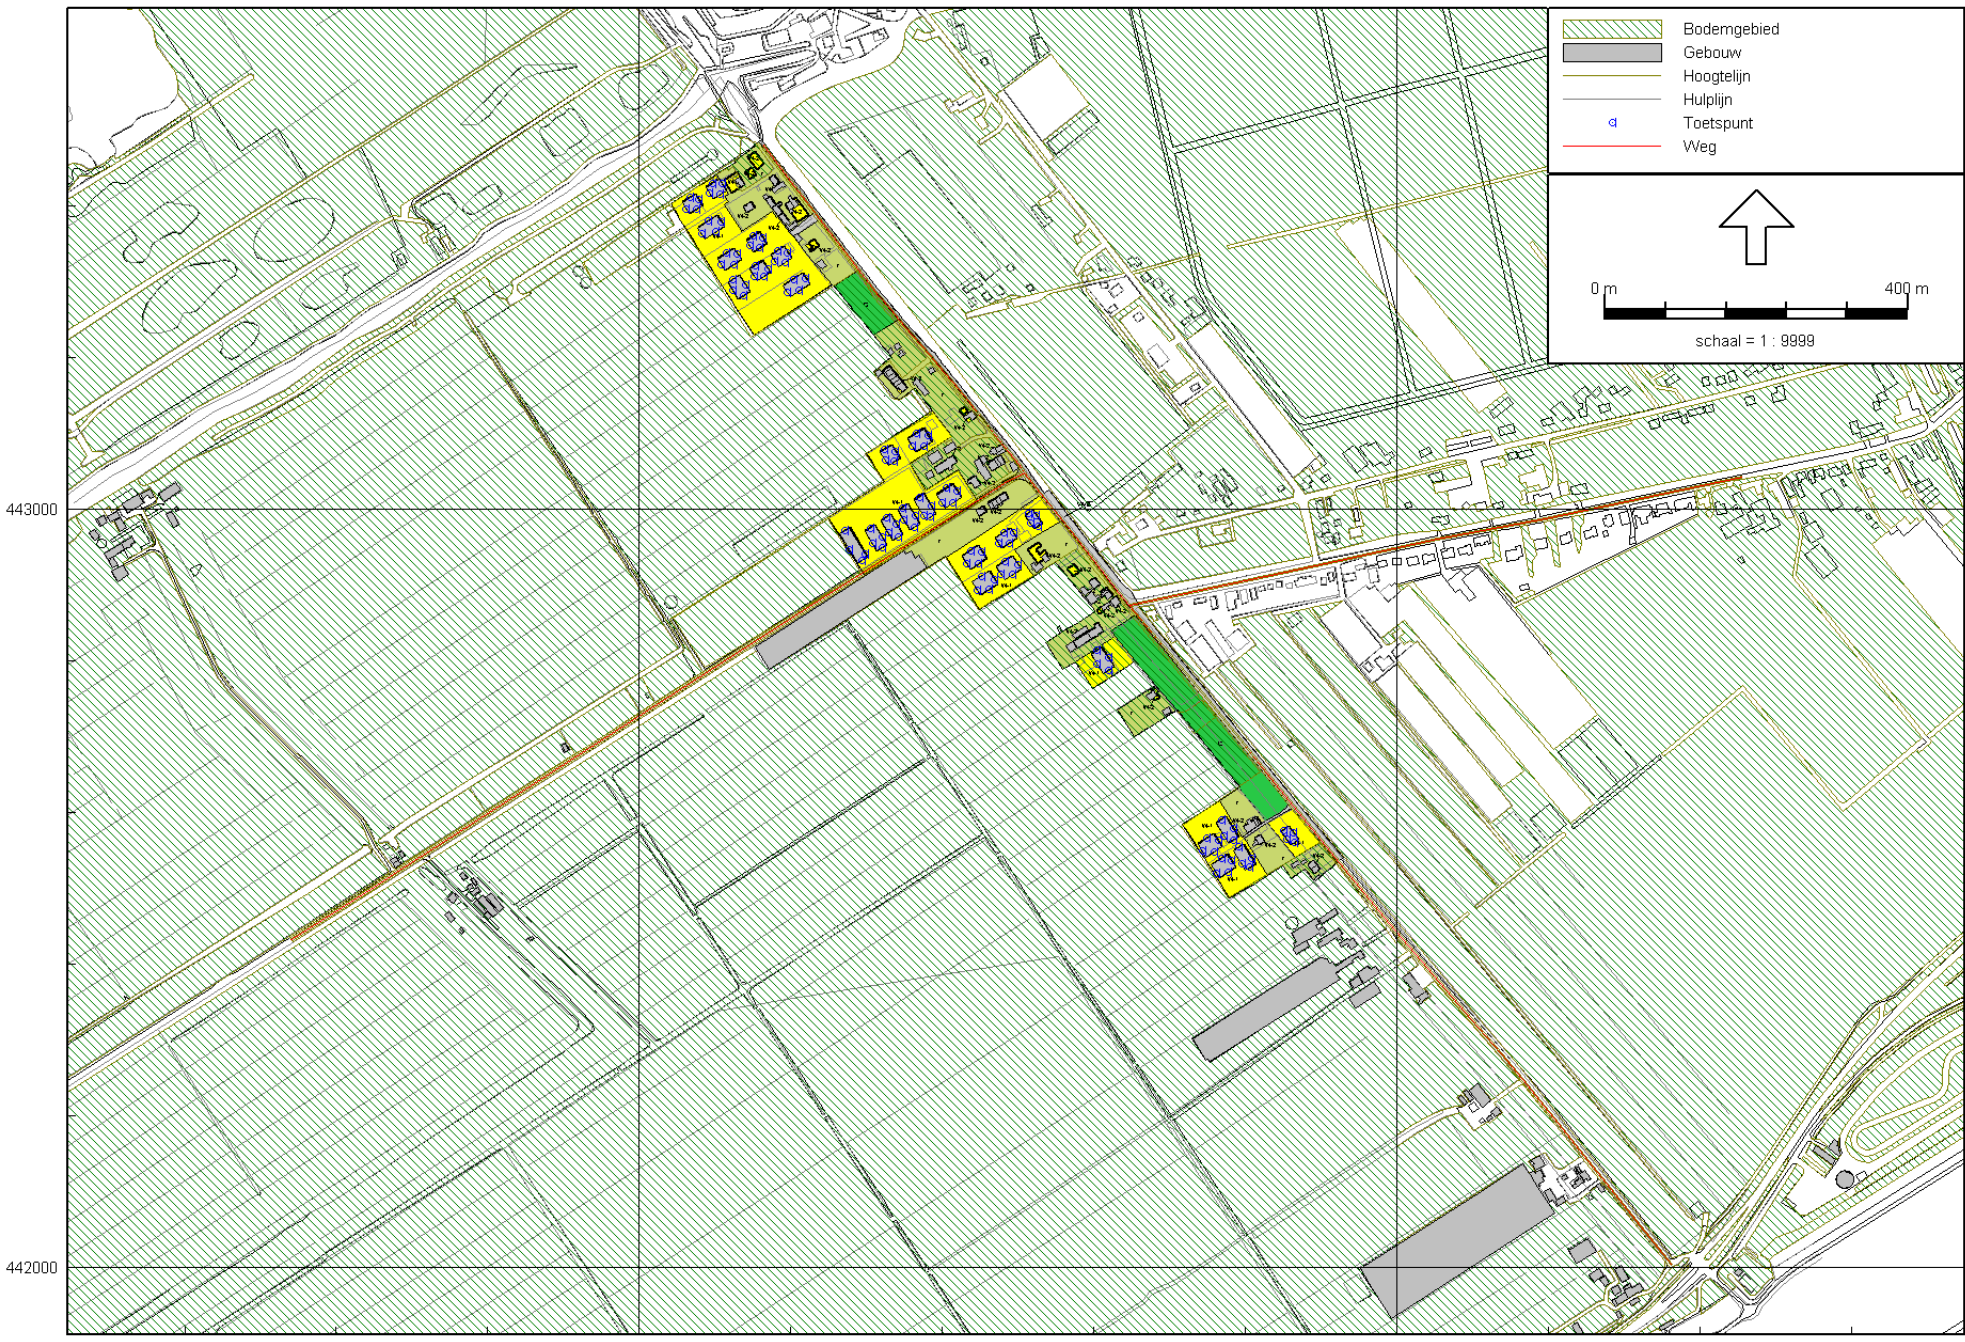 Bodemgebied
Gebouw
Hoogtelijn
Hulplijn
Toetspunt
Weg
0 m
400 m
schaal = 1 : 9999
443000
442000